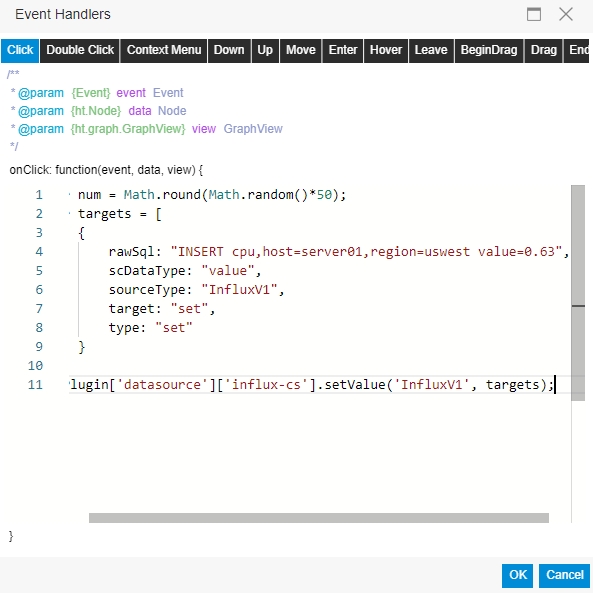 Event Handlers
Click Double Click Context Menu Down Up Move Enter Hover Leave BeginDrag Drag End
/**
* @param {Event} event Event
* @param {ht.Node} data Node
* @param {ht.graph.GraphView} view GraphView
*/
onClick: function(event, data, view) {
1 num = Math.round(Math.random()*50);
2 targets = [
3 {
4 rawSql: "INSERT cpu,host=server01,region=uswest value=0.63",
5 scDataType: "value",
6 sourceType: "InfluxV1",
7 target: "set",
8 type: "set"
9 }
10
11 lugin['datasource']['influx-cs'].setValue('InfluxV1', targets);
}
OK Cancel